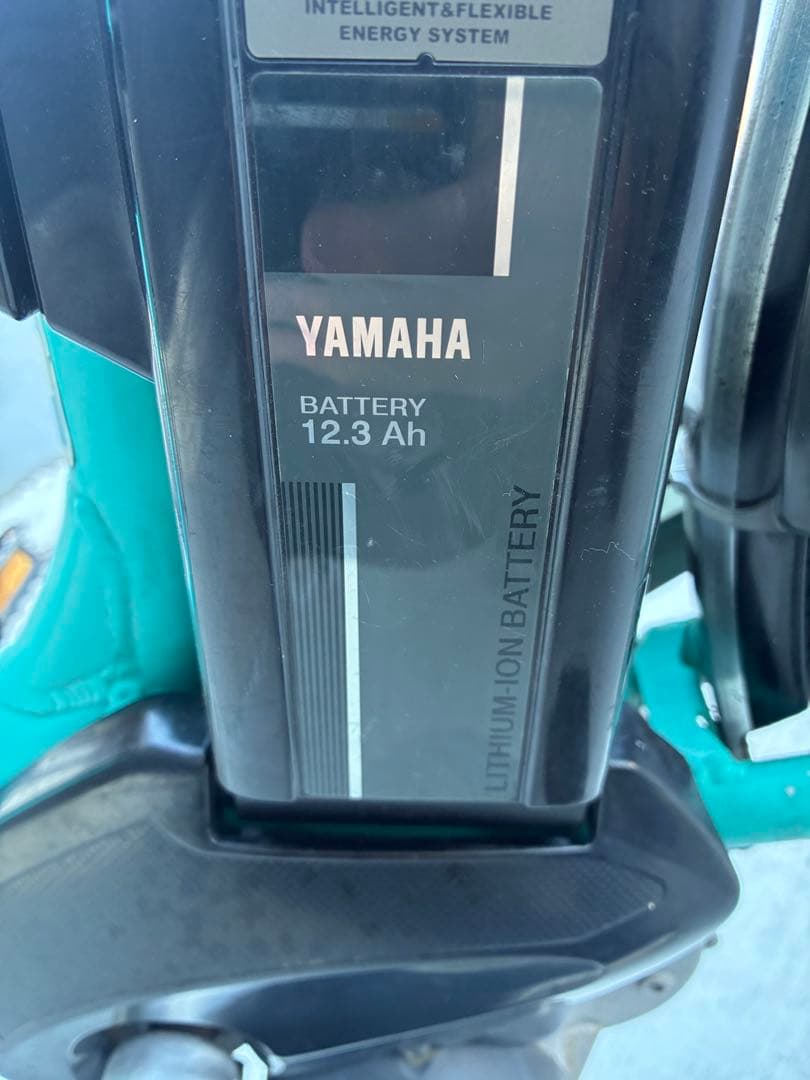 INTELLIGENT&FLEXIBLE
ENERGY SYSTEM
YAMAHA
BATTERY
12.3 Ah
LITHIUM-ION BATTERY